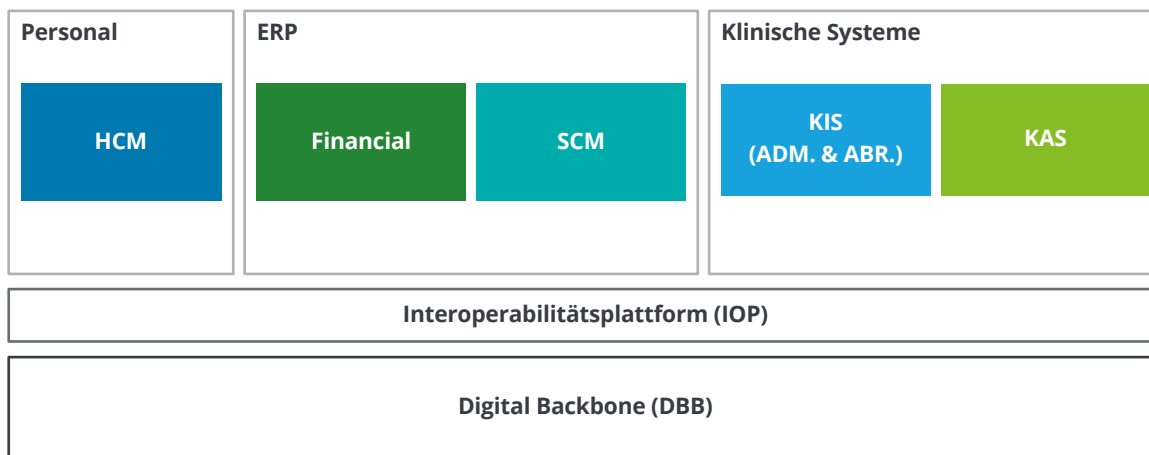 Personal
ERP
Klinische Systeme
HCM
Financial
SCM
KIS
(ADM. & ABR.)
KAS
Interoperabilitätsplattform (IOP)
Digital Backbone (DBB)